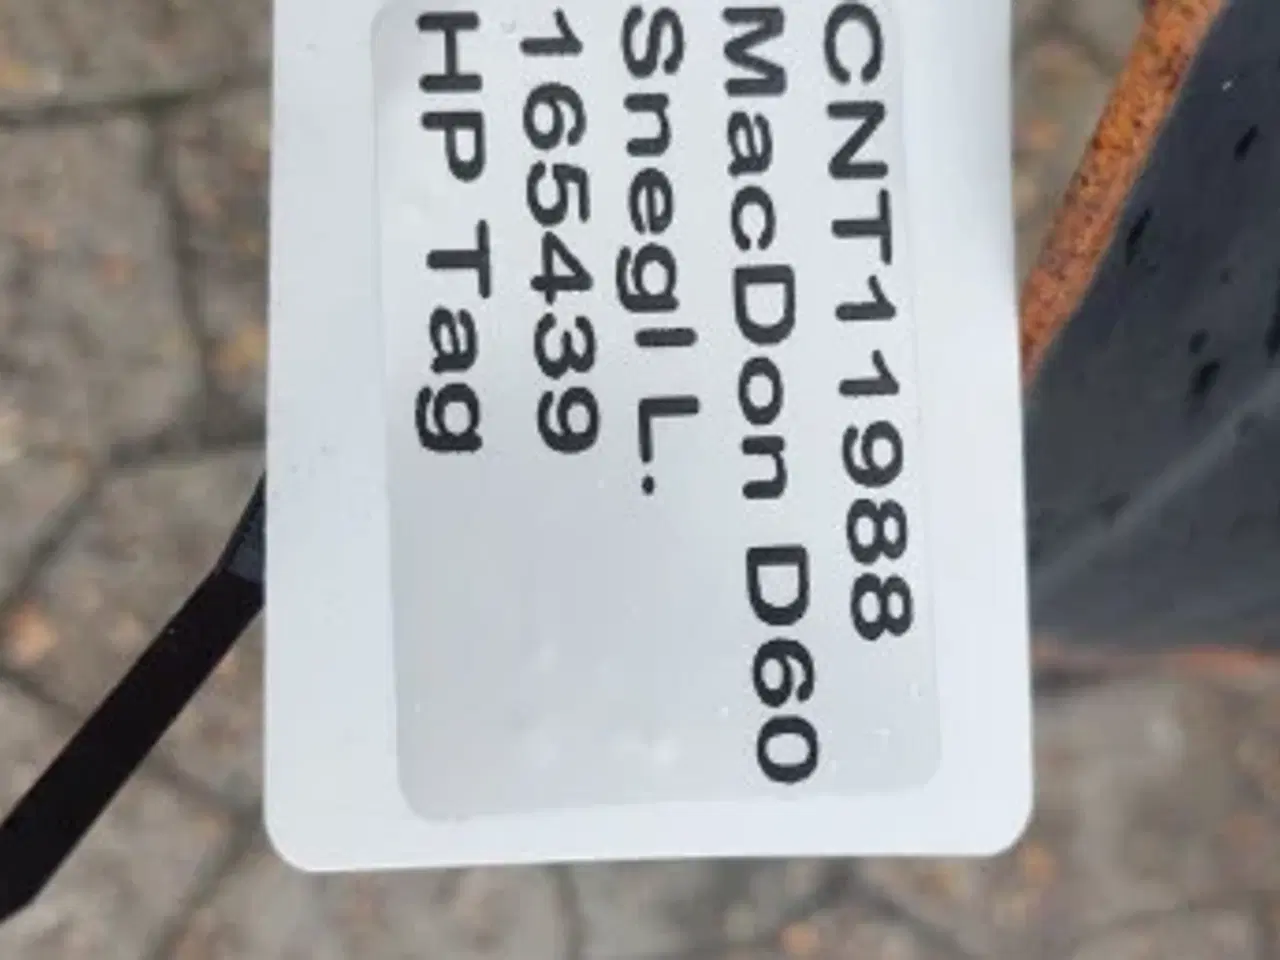 CNT11988
MacDon D60
Snegl L.
165439
HP Tag